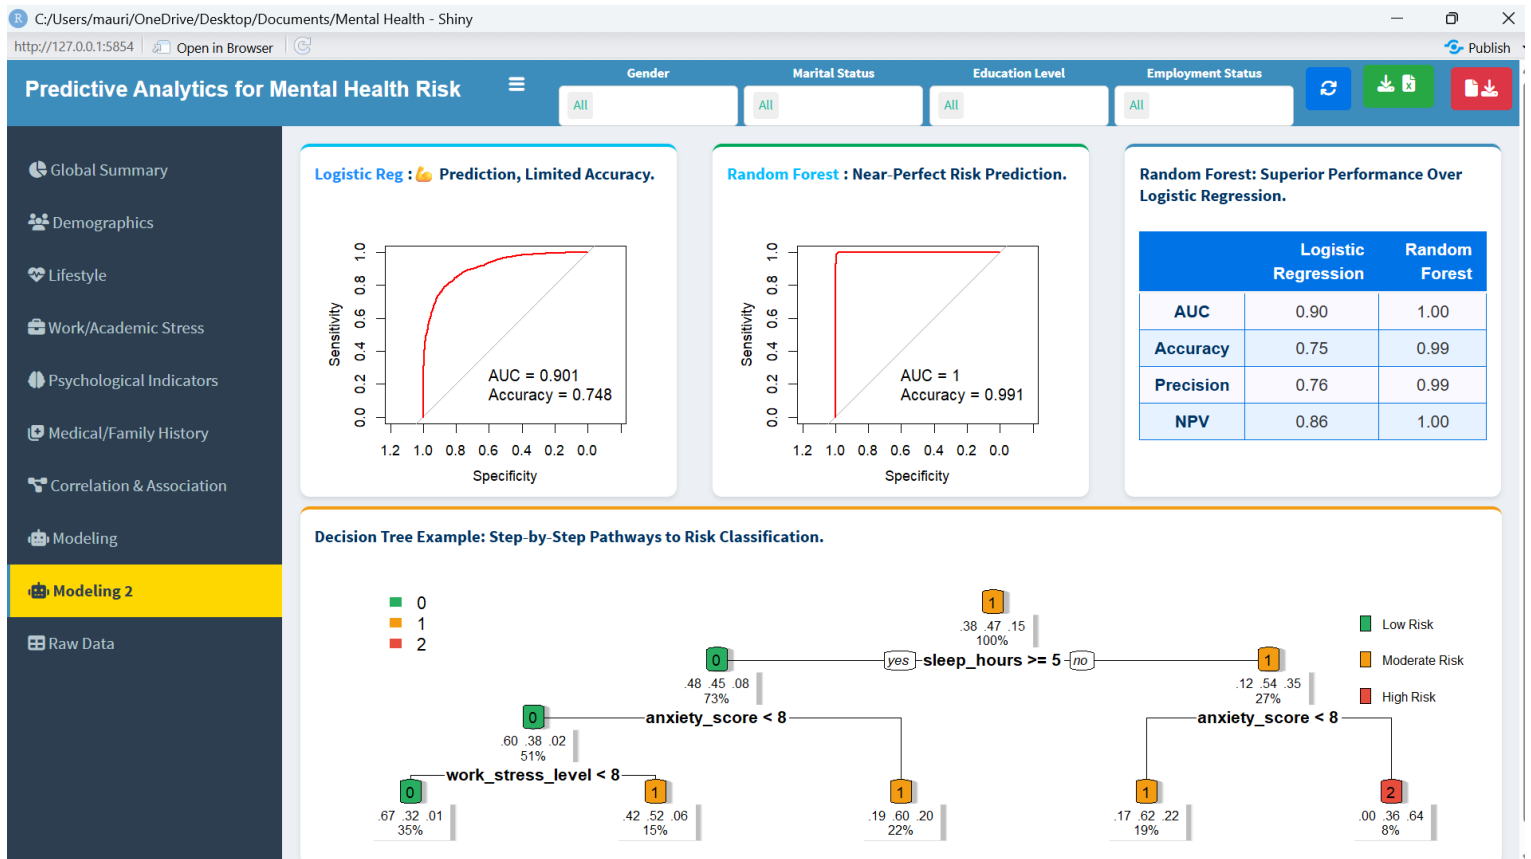 R C:/Users/mauri/OneDrive/Desktop/Documents/Mental Health - Shiny
http://127.0.0.1:5854 Open in Browser Publish
Predictive Analytics for Mental Health Risk
Gender Marital Status Education Level Employment Status
All All All All
Global Summary
Demographics
Lifestyle
Work/Academic Stress
Psychological Indicators
Medical/Family History
Correlation & Association
Modeling
Modeling 2
Raw Data
Logistic Reg : 💪 Prediction, Limited Accuracy.
Sensitivity
1.0
0.8
0.6
0.4
0.2
0.0
AUC = 0.901
Accuracy = 0.748
1.2 1.0 0.8 0.6 0.4 0.2 0.0
Specificity
Random Forest : Near-Perfect Risk Prediction.
Sensitivity
1.0
0.8
0.6
0.4
0.2
0.0
AUC = 1
Accuracy = 0.991
1.2 1.0 0.8 0.6 0.4 0.2 0.0
Specificity
Random Forest: Superior Performance Over
Logistic Regression.
Logistic Random
Regression Forest
AUC 0.90 1.00
Accuracy 0.75 0.99
Precision 0.76 0.99
NPV 0.86 1.00
Decision Tree Example: Step-by-Step Pathways to Risk Classification.
0
1
2
Low Risk
Moderate Risk
High Risk
1
.38 .47 .15
100%
yes sleep_hours >= 5 no
0
.48 .45 .08
73%
1
.12 .54 .35
27%
anxiety_score < 8
anxiety_score < 8
0
.60 .38 .02
51%
work_stress_level < 8
0
.67 .32 .01
35%
1
.42 .52 .06
15%
1
.19 .60 .20
22%
1
.17 .62 .22
19%
2
.00 .36 .64
8%